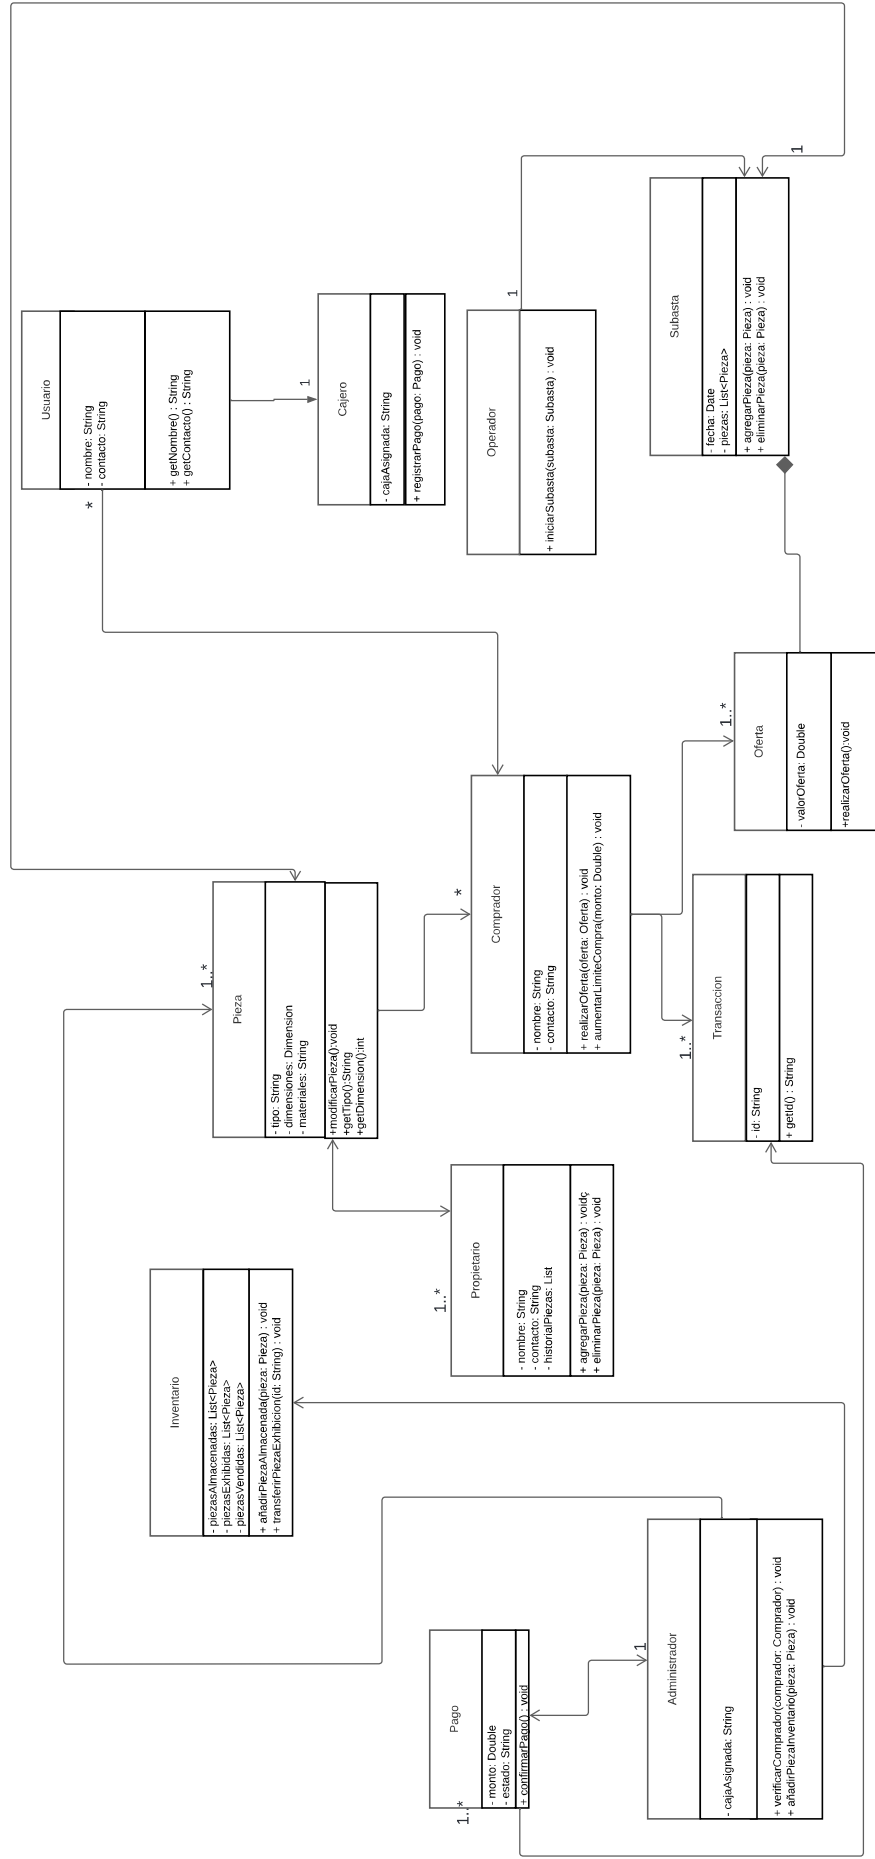 Usuario
- nombre: String
- contacto: String
+ getNombre() : String
+ getContacto() : String
*
1
Cajero
- cajaAsignada: String
+ registrarPago(pago: Pago) : void
Operador
+ iniciarSubasta(subasta: Subasta) : void
1
1
Subasta
- fecha: Date
- piezas: List<Pieza>
+ agregarPieza(pieza: Pieza) : void
+ eliminarPieza(pieza: Pieza) : void
1..*
Pieza
- tipo: String
- dimensiones: Dimension
- materiales: String
+modificarPieza():void
+getTipo():String
+getDimension():int
*
Comprador
- nombre: String
- contacto: String
+ realizarOferta(oferta: Oferta) : void
+ aumentarLimiteCompra(monto: Double) : void
1..*
Oferta
- valorOferta: Double
+realizarOferta():void
1..*
Transaccion
- id: String
+ getId() : String
1..*
Propietario
- nombre: String
- contacto: String
- historialPiezas: List
+ agregarPieza(pieza: Pieza) : voidç
+ eliminarPieza(pieza: Pieza) : void
Inventario
- piezasAlmacenadas: List<Pieza>
- piezasExhibidas: List<Pieza>
- piezasVendidas: List<Pieza>
+ añadirPiezaAlmacenada(pieza: Pieza) : void
+ transferirPiezaExhibicion(id: String) : void
Pago
- monto: Double
- estado: String
+ confirmarPago() : void
1..*
1
Administrador
- cajaAsignada: String
+ verificarComprador(comprador: Comprador) : void
+ añadirPiezaInventario(pieza: Pieza) : void